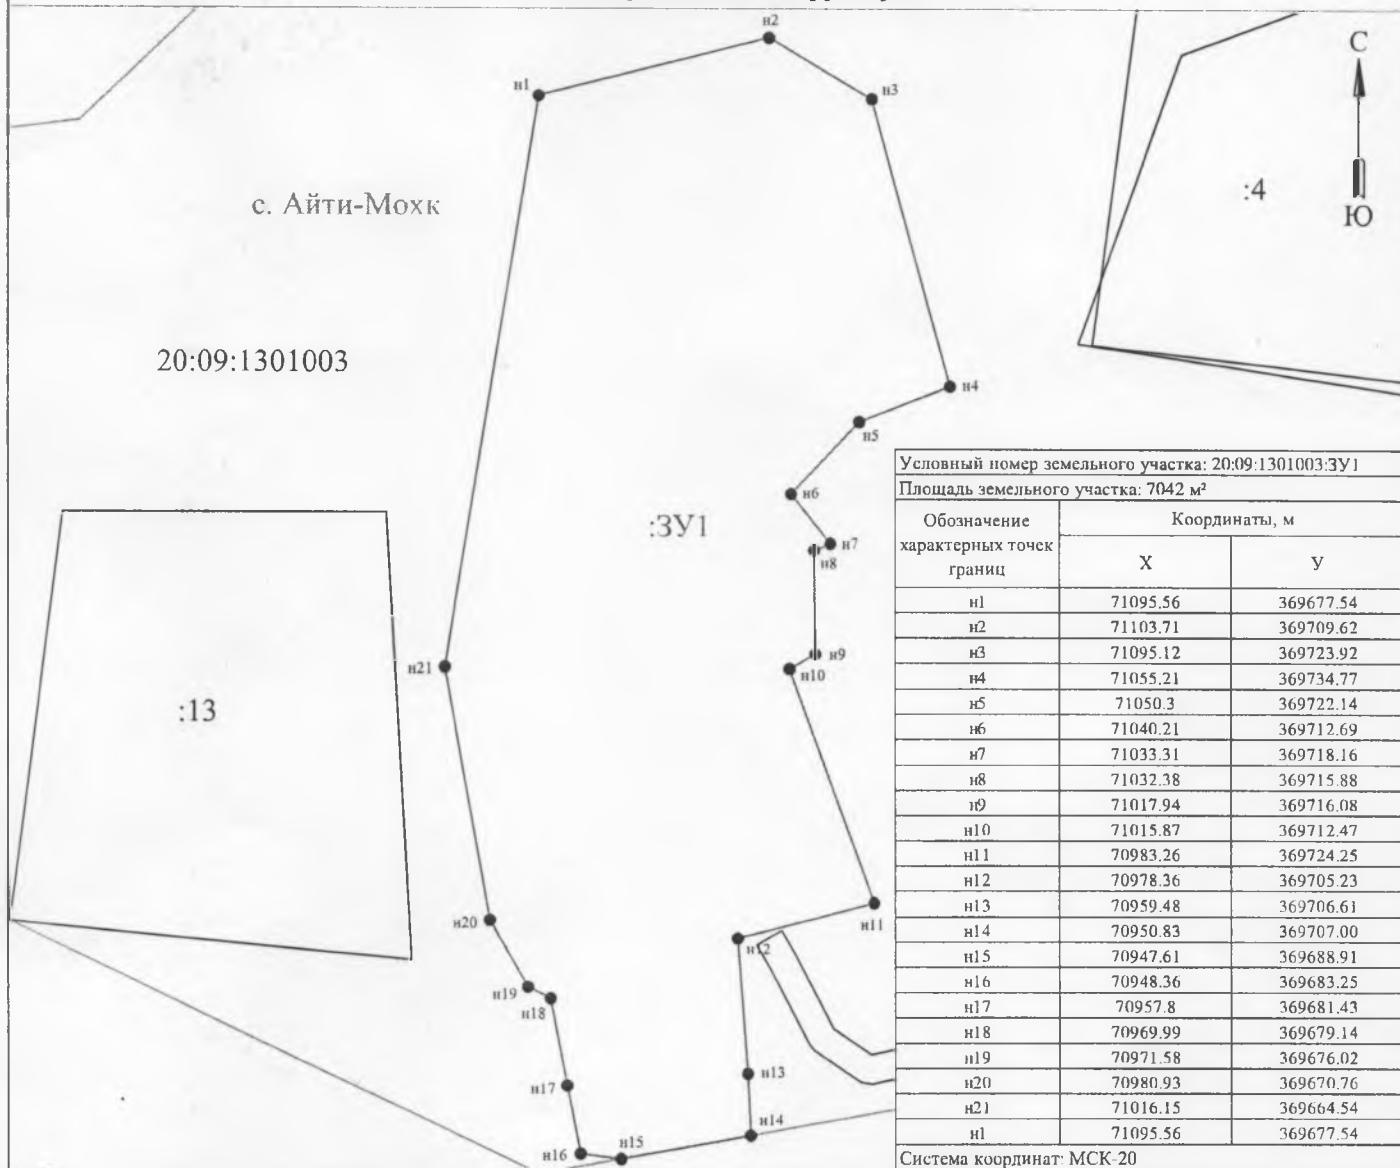 н2
С
н1
н3
:4
с. Айти-Мохк
Ю
20:09:1301003
н4
н5
Условный номер земельного участка: 20:09:1301003:ЗУ1
Площадь земельного участка: 7042 м²
Обозначение характерных точек границ
Координаты, м
Х
У
н1 71095.56 369677.54
н2 71103.71 369709.62
н3 71095.12 369723.92
н4 71055.21 369734.77
н5 71050.3 369722.14
н6 71040.21 369712.69
н7 71033.31 369718.16
н8 71032.38 369715.88
н9 71017.94 369716.08
н10 71015.87 369712.47
н11 70983.26 369724.25
н12 70978.36 369705.23
н13 70959.48 369706.61
н14 70950.83 369707.00
н15 70947.61 369688.91
н16 70948.36 369683.25
н17 70957.8 369681.43
н18 70969.99 369679.14
н19 70971.58 369676.02
н20 70980.93 369670.76
н21 71016.15 369664.54
н1 71095.56 369677.54
Система координат: МСК-20
н6
:ЗУ1
н7
н8
н9
н10
н21
:13
н11
н20
н12
н19
н18
н13
н17
н14
н15
н16